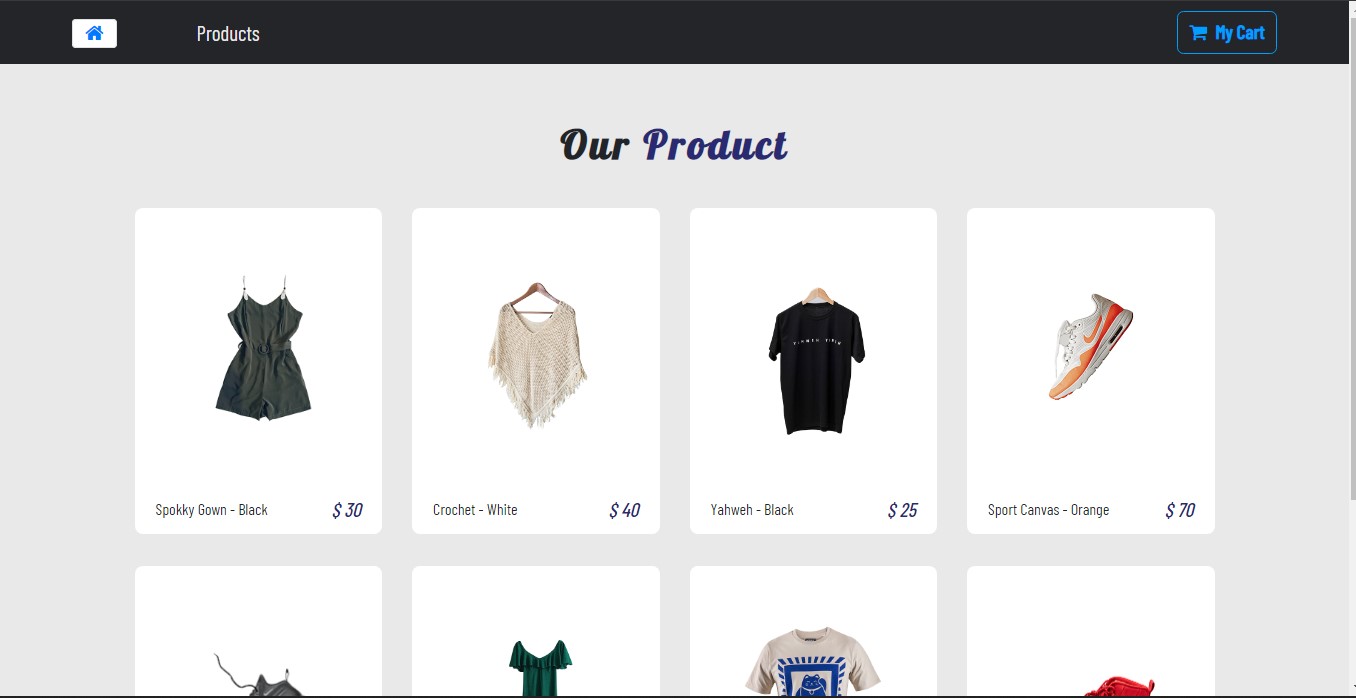 Products
My Cart
Our Product
Spokky Gown - Black
$ 30
Crochet - White
$ 40
Yahweh - Black
$ 25
Sport Canvas - Orange
$ 70